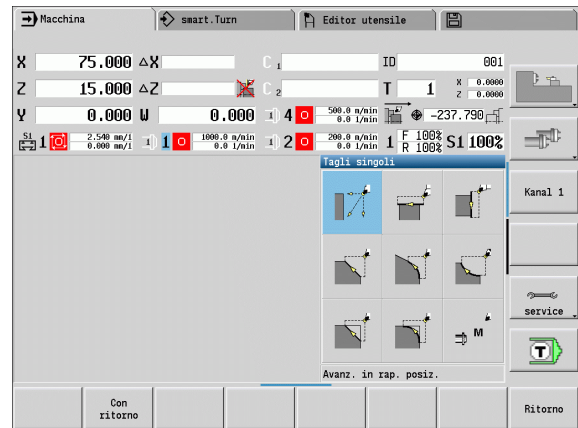 Macchina smart.Turn Editor utensile
X 75.000 △X C 1 ID 001
Z 15.000 △Z C 2 T 1 X 0.0000 Z 0.0000
Y 0.000 W 0.000 4 500.0 m/min 0.0 1/min -237.790
S1 1 2.540 mm/1 0.000 mm/1 1 1000.0 m/min 0.0 1/min 2 200.0 m/min 0.0 1/min 1 F 100% R 100% S1 100%
Tagli singoli
Kanal 1
M
service
T
Avanz. in rap. posiz.
Con ritorno
Ritorno